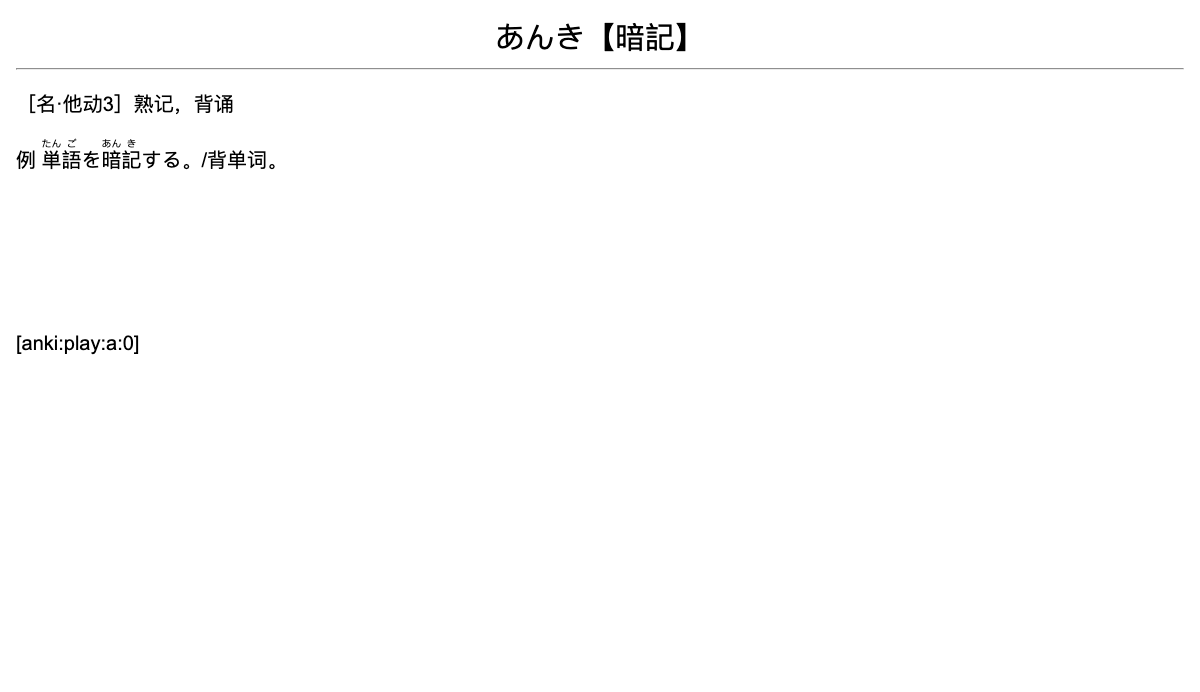 あんき【暗記】
［名·他动3］熟记，背诵
たん ご あん き
例 単語を暗記する。/背单词。
[anki:play:a:0]